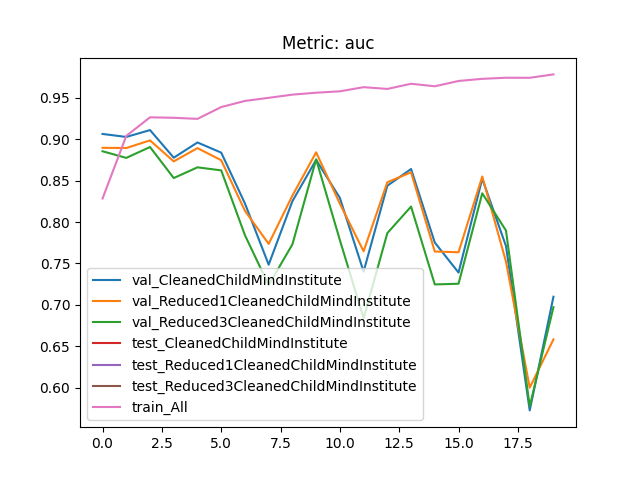 Metric: auc
0.95
0.90
0.85
0.80
0.75
0.70
0.65
0.60
val_CleanedChildMindInstitute
val_Reduced1CleanedChildMindInstitute
val_Reduced3CleanedChildMindInstitute
test_CleanedChildMindInstitute
test_Reduced1CleanedChildMindInstitute
test_Reduced3CleanedChildMindInstitute
train_All
0.0 2.5 5.0 7.5 10.0 12.5 15.0 17.5